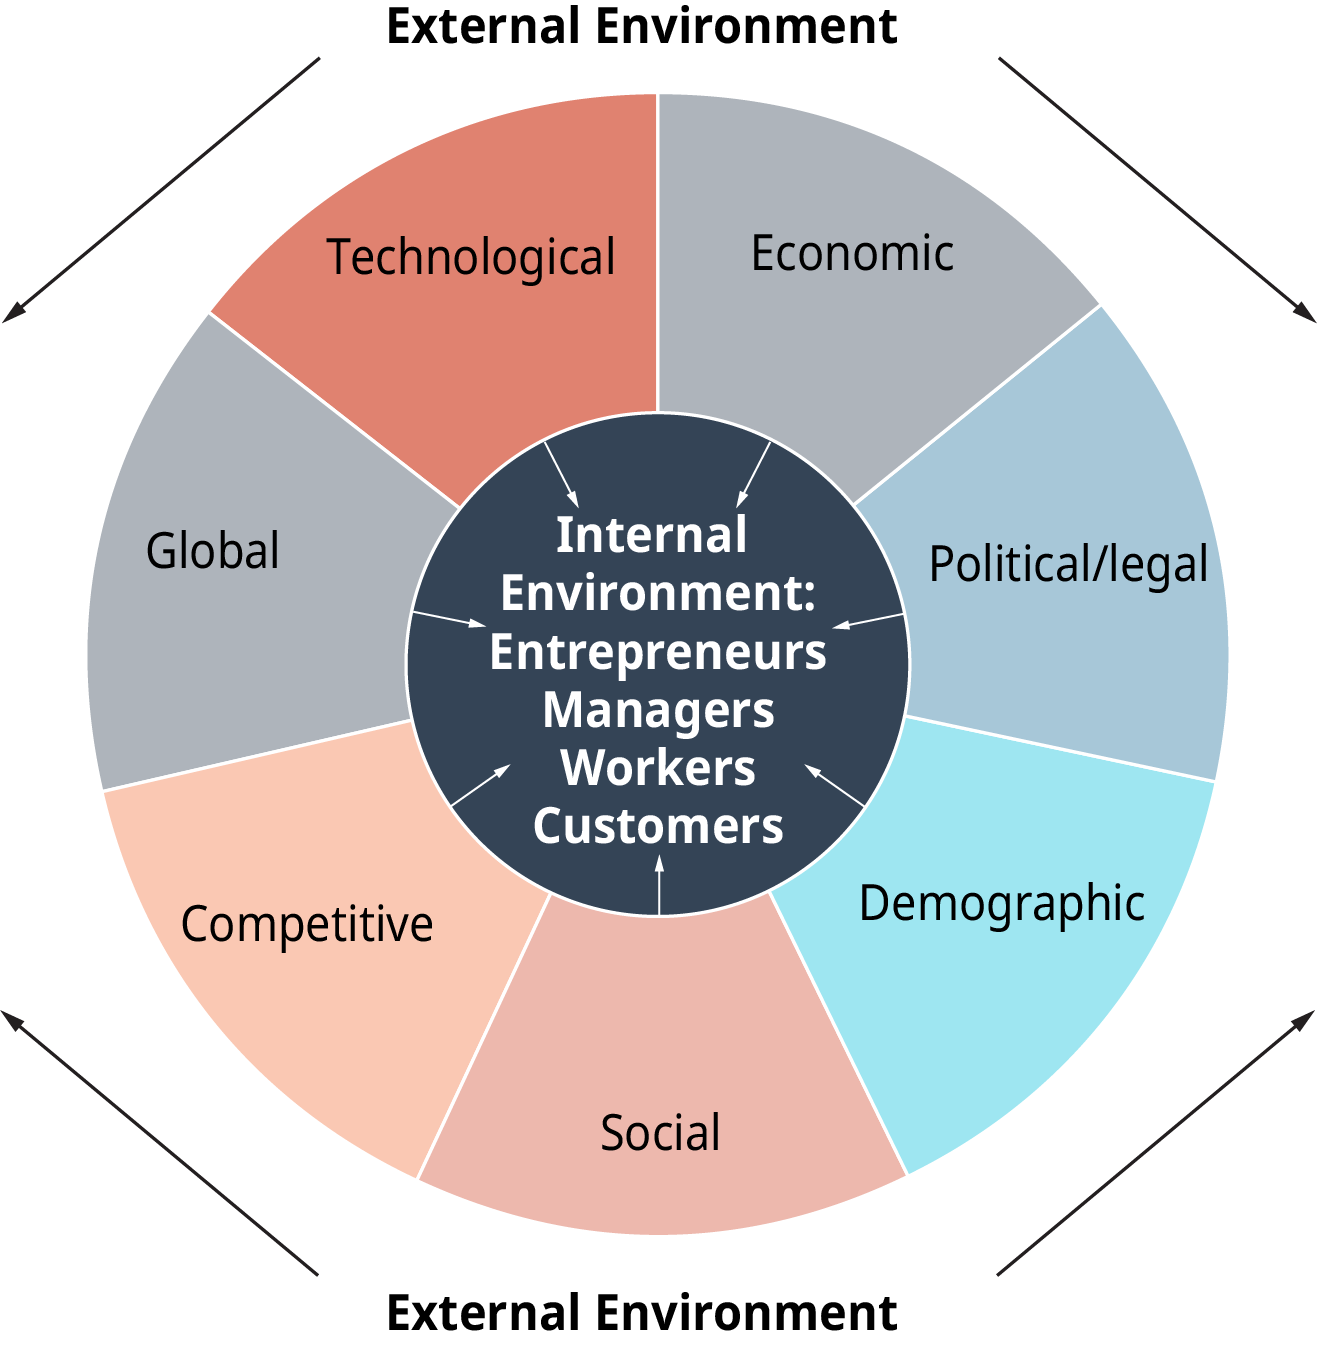 External Environment
Technological
Economic
Global
Political/legal
Internal
Environment:
Entrepreneurs
Managers
Workers
Customers
Competitive
Demographic
Social
External Environment